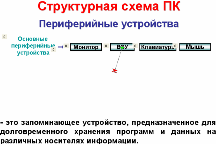 Структурная схема ПК
Периферийные устройства
Основные
периферийные
устройства
Монитор ВЗУ Клавиатура Мышь
- это запоминающее устройство, предназначенное для
долговременного хранения программ и данных на
различных носителях информации.